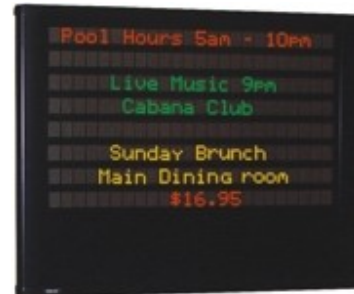 Pool Hours 5am - 10pm
Live Music 9pm
Cabana Club
Sunday Brunch
Main Dining room
$16.95